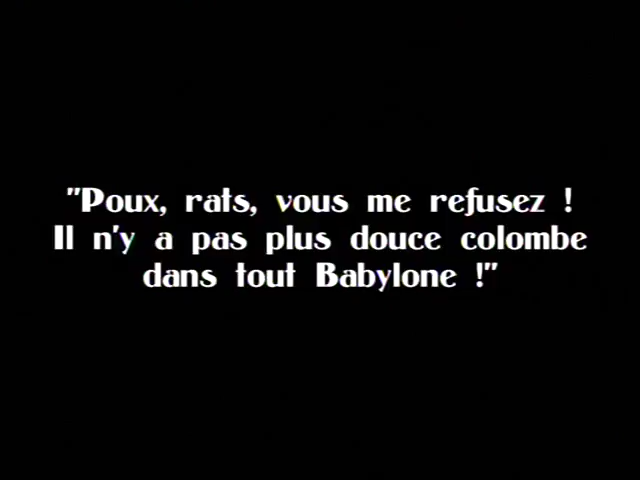 "Poux, rats, vous me refusez !
Il n'y a pas plus douce colombe
dans tout Babylone !"